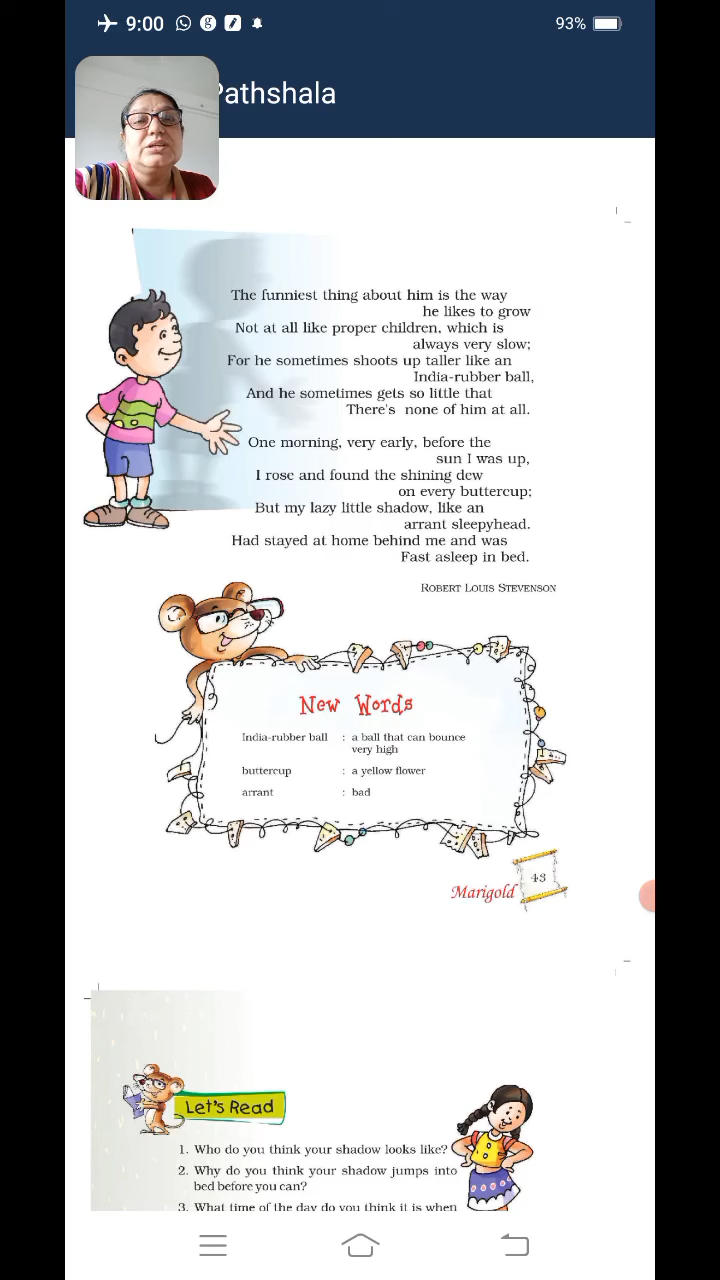 9:00
93%
Pathshala
The funniest thing about him is the way
he likes to grow
Not at all like proper children, which is
always very slow;
For he sometimes shoots up taller like an
India-rubber ball,
And he sometimes gets so little that
There's none of him at all.
One morning, very early, before the
sun I was up,
I rose and found the shining dew
on every buttercup;
But my lazy little shadow, like an
arrant sleepyhead.
Had stayed at home behind me and was
Fast asleep in bed.
ROBERT LOUIS STEVENSON
New Words
India-rubber ball : a ball that can bounce
very high
buttercup : a yellow flower
arrant : bad
Marigold 43
Let's Read
1. Who do you think your shadow looks like?
2. Why do you think your shadow jumps into
bed before you can?
3. What time of the day do you think it is when